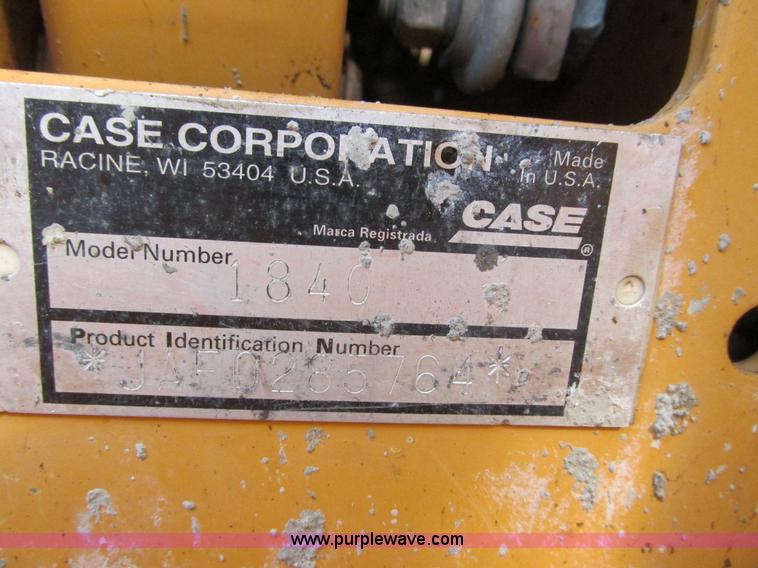 CASE CORPORATION
RACINE, WI 53404 U.S.A.
Made
In U.S.A.
CASE
®
Marca Registrada
Model Number
1840
Product Identification Number
*JAF0285764*
www.purplewave.com